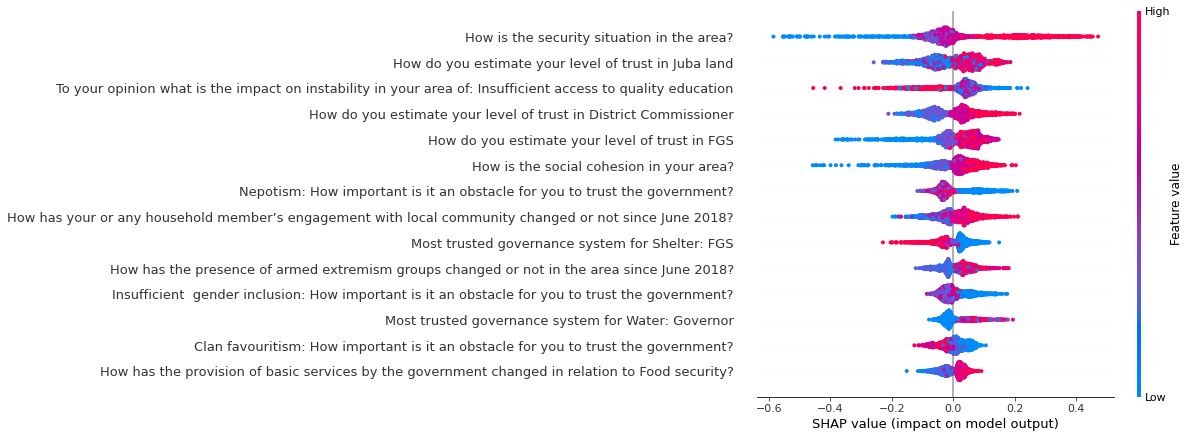 High
How is the security situation in the area?
How do you estimate your level of trust in Juba land
To your opinion what is the impact on instability in your area of: Insufficient access to quality education
How do you estimate your level of trust in District Commissioner
How do you estimate your level of trust in FGS
How is the social cohesion in your area?
Nepotism: How important is it an obstacle for you to trust the government?
How has your or any household member’s engagement with local community changed or not since June 2018?
Most trusted governance system for Shelter: FGS
How has the presence of armed extremism groups changed or not in the area since June 2018?
Insufficient  gender inclusion: How important is it an obstacle for you to trust the government?
Most trusted governance system for Water: Governor
Clan favouritism: How important is it an obstacle for you to trust the government?
How has the provision of basic services by the government changed in relation to Food security?
Feature value
Low
−0.6 −0.4 −0.2 0.0 0.2 0.4
SHAP value (impact on model output)